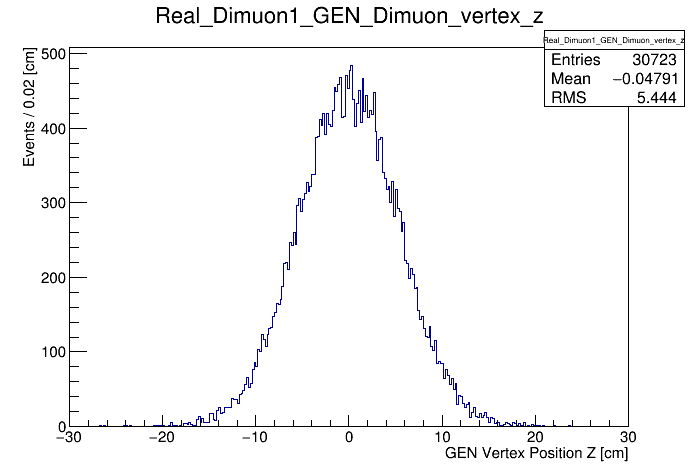 Real_Dimuon1_GEN_Dimuon_vertex_z
Real_Dimuon1_GEN_Dimuon_vertex_z
Entries 30723
Mean −0.04791
RMS 5.444
Events / 0.02 [cm]
500
400
300
200
100
0
−30 −20 −10 0 10 20 30
GEN Vertex Position Z [cm]